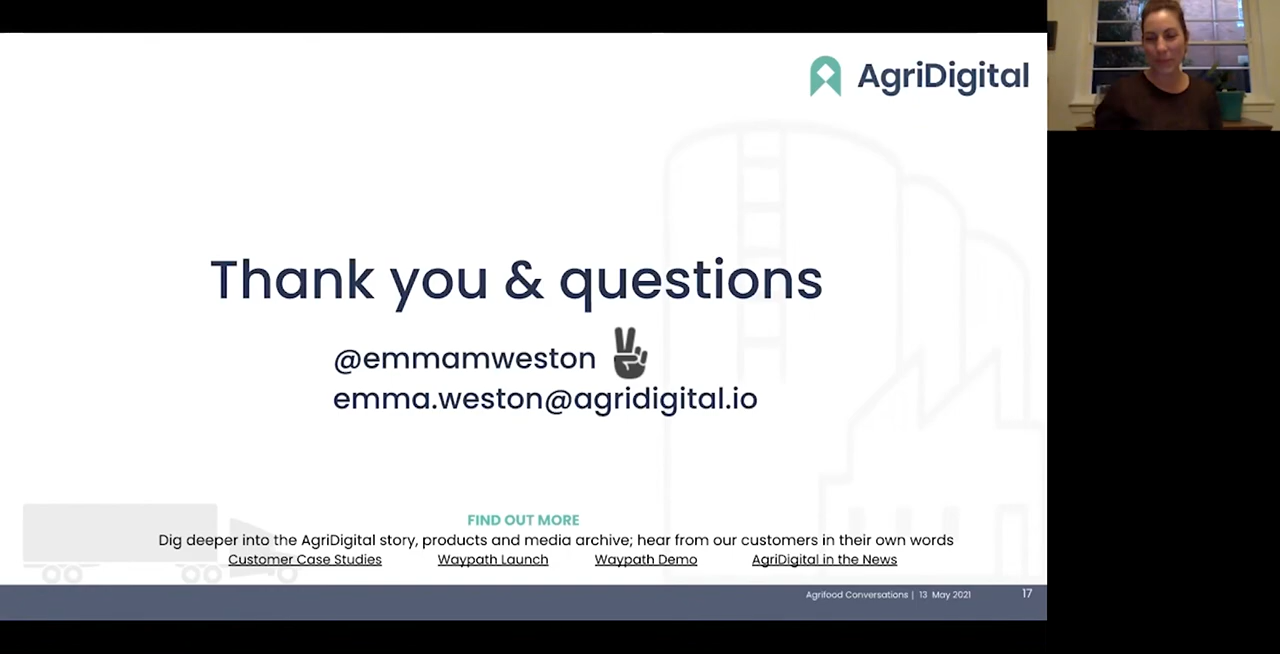 AgriDigital
Thank you & questions
@emmamweston
emma.weston@agridigital.io
FIND OUT MORE
Dig deeper into the AgriDigital story, products and media archive; hear from our customers in their own words
Customer Case Studies Waypath Launch Waypath Demo AgriDigital in the News
Agrifood Conversations | 13 May 2021 17